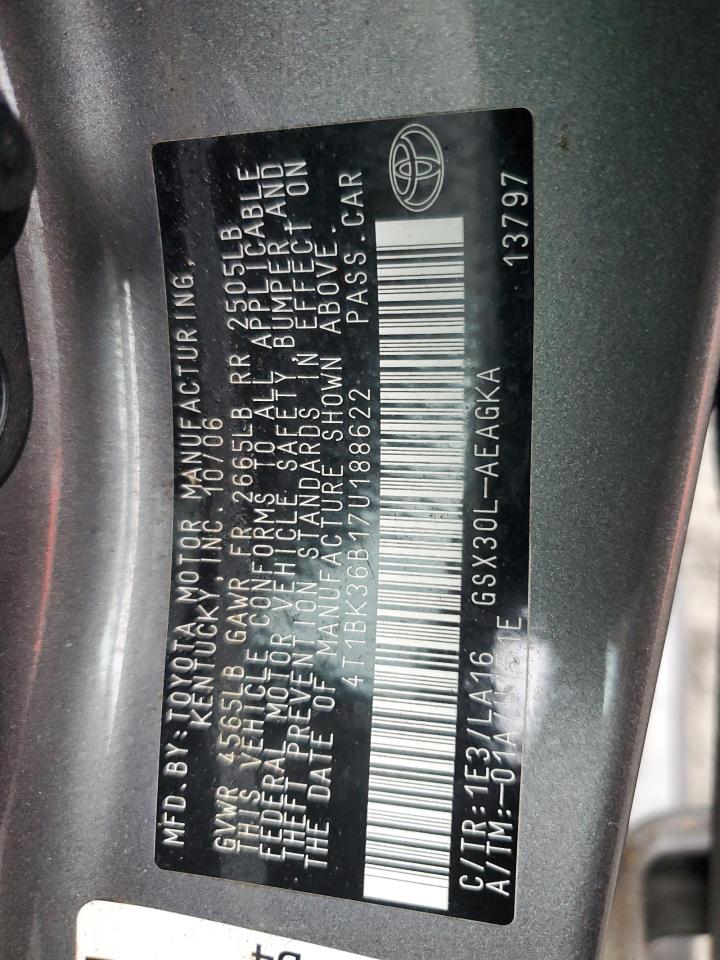 MFD.BY:TOYOTA MOTOR MANUFACTURING,
KENTUCKY,INC.10/06
GVWR 4565LB GAWR FR 2665LB RR 2505LB
THIS VEHICLE CONFORMS TO ALL APPLICABLE
FEDERAL MOTOR VEHICLE SAFETY, BUMPER,AND
THEFT PREVENTION STANDARDS IN EFFECT ON
THE DATE OF MANUFACTURE SHOWN ABOVE.
4T1BK36B17U188622 PASS.CAR
C/TR:1E3/LA16 GSX30L-AEAGKA
13797